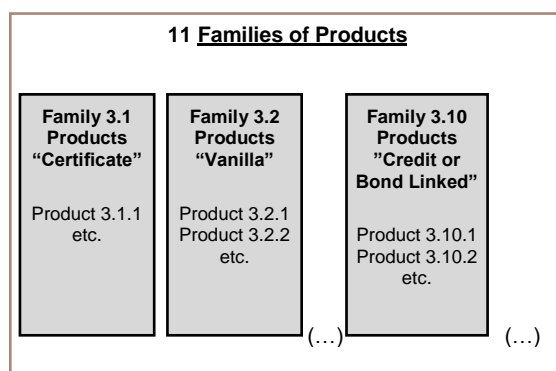 11 Families of Products
Family 3.1
Products
“Certificate”
Product 3.1.1
etc.
Family 3.2
Products
“Vanilla”
Product 3.2.1
Product 3.2.2
etc.
(…)
Family 3.10
Products
”Credit or
Bond Linked”
Product 3.10.1
Product 3.10.2
etc.
(…)